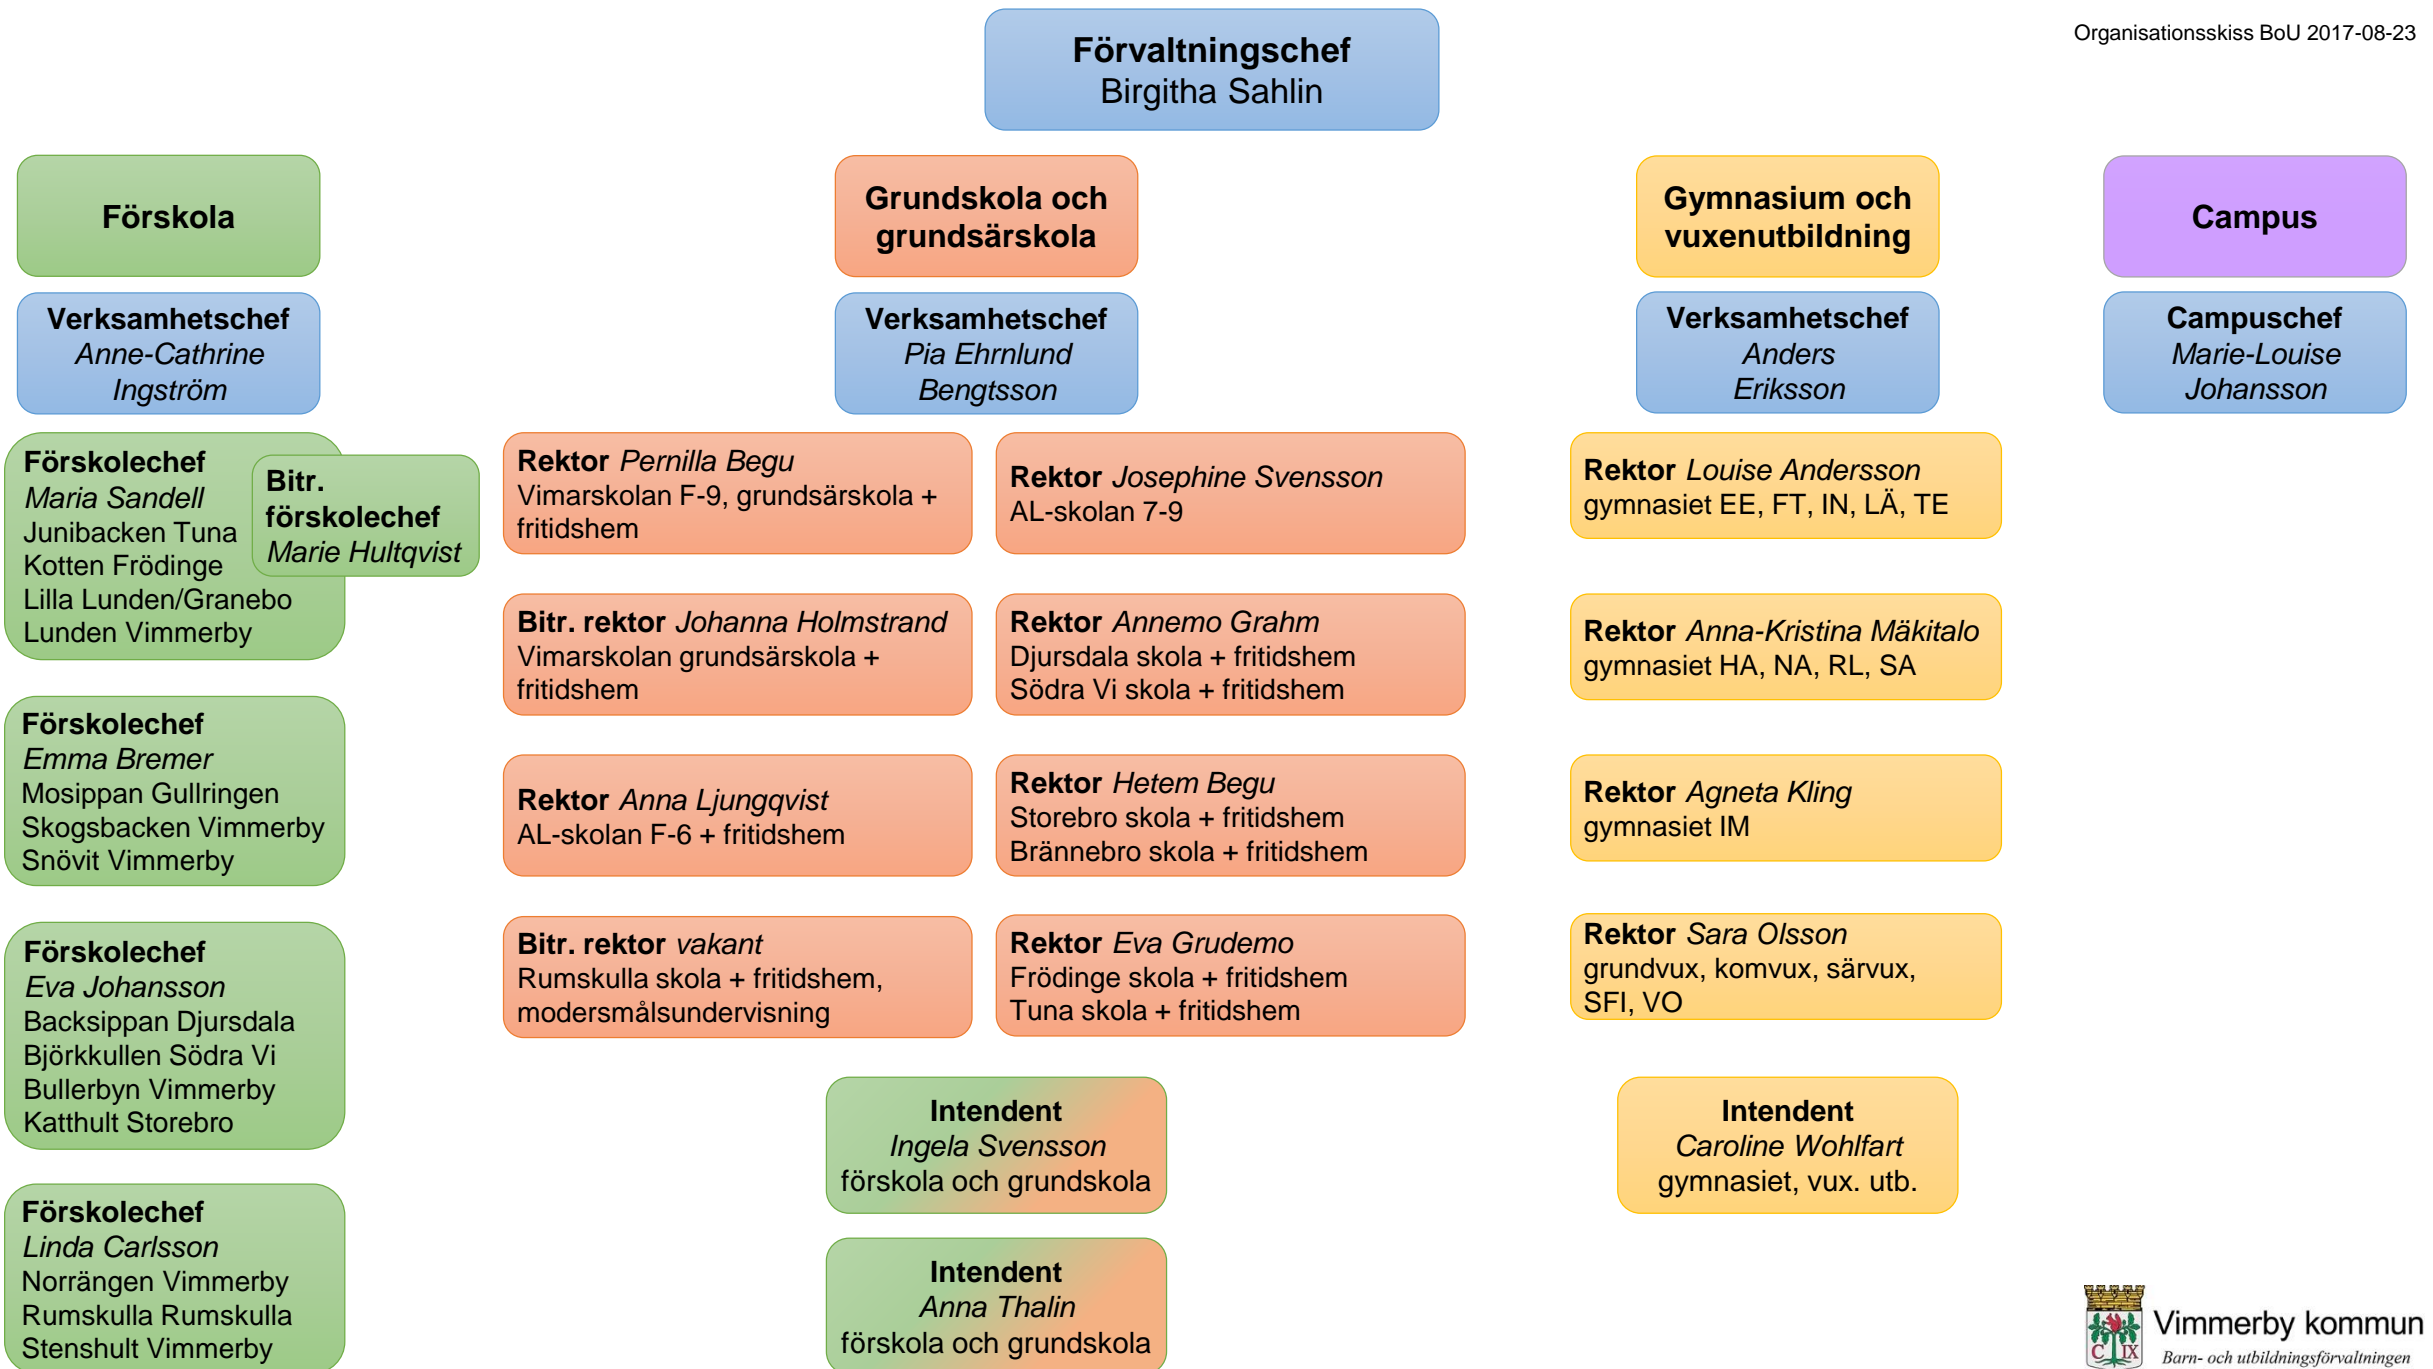 Organisationsskiss BoU 2017-08-23
Förvaltningschef
Birgitha Sahlin
Förskola
Verksamhetschef
Anne-Cathrine
Ingström
Förskolechef
Maria Sandell
Junibacken Tuna
Kotten Frödinge
Lilla Lunden/Granebo
Lunden Vimmerby
Bitr.
förskolechef
Marie Hultqvist
Förskolechef
Emma Bremer
Mosippan Gullringen
Skogsbacken Vimmerby
Snövit Vimmerby
Förskolechef
Eva Johansson
Backsippan Djursdala
Björkkullen Södra Vi
Bullerbyn Vimmerby
Katthult Storebro
Förskolechef
Linda Carlsson
Norrängen Vimmerby
Rumskulla Rumskulla
Stenshult Vimmerby
Grundskola och
grundsärskola
Verksamhetschef
Pia Ehrnlund
Bengtsson
Rektor Pernilla Begu
Vimarskolan F-9, grundsärskola +
fritidshem
Bitr. rektor Johanna Holmstrand
Vimarskolan grundsärskola +
fritidshem
Rektor Anna Ljungqvist
AL-skolan F-6 + fritidshem
Bitr. rektor vakant
Rumskulla skola + fritidshem,
modersmålsundervisning
Rektor Josephine Svensson
AL-skolan 7-9
Rektor Annemo Grahm
Djursdala skola + fritidshem
Södra Vi skola + fritidshem
Rektor Hetem Begu
Storebro skola + fritidshem
Brännebro skola + fritidshem
Rektor Eva Grudemo
Frödinge skola + fritidshem
Tuna skola + fritidshem
Intendent
Ingela Svensson
förskola och grundskola
Intendent
Anna Thalin
förskola och grundskola
Gymnasium och
vuxenutbildning
Verksamhetschef
Anders
Eriksson
Rektor Louise Andersson
gymnasiet EE, FT, IN, LÄ, TE
Rektor Anna-Kristina Mäkitalo
gymnasiet HA, NA, RL, SA
Rektor Agneta Kling
gymnasiet IM
Rektor Sara Olsson
grundvux, komvux, särvux,
SFI, VO
Intendent
Caroline Wohlfart
gymnasiet, vux. utb.
Campus
Campuschef
Marie-Louise
Johansson
C IX
Vimmerby kommun
Barn- och utbildningsförvaltningen